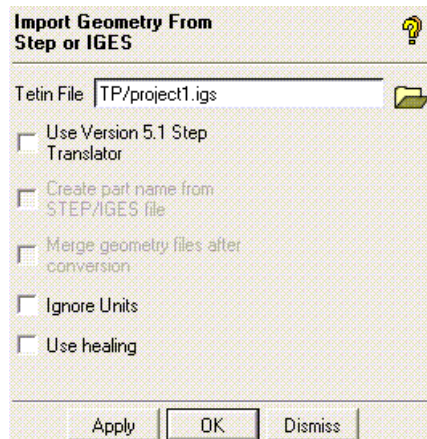 Import Geometry From
Step or IGES
Tetin File TP/project1.igs
Use Version 5.1 Step
Translator
Create part name from
STEP/IGES file
Merge geometry files after
conversion
Ignore Units
Use healing
Apply OK Dismiss